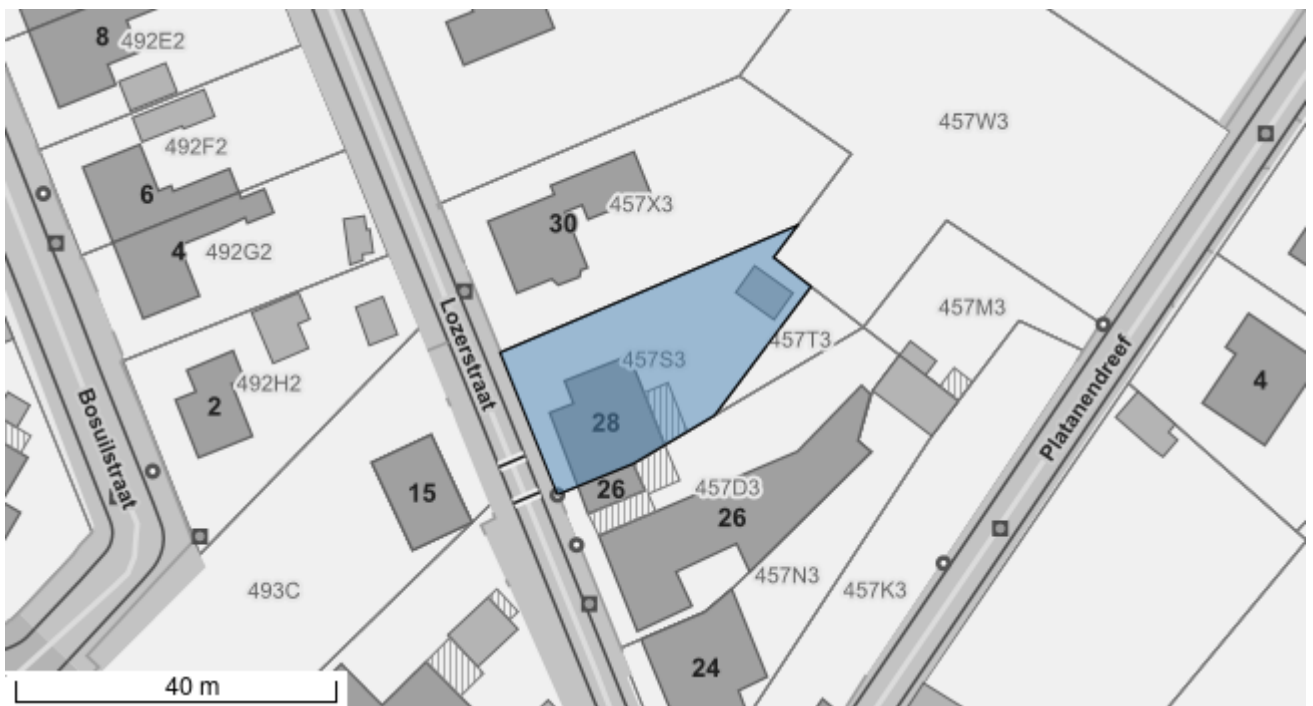 8
492E2
492F2
6
4
492G2
492H2
2
Bosuilstraat
15
493C
Lozerstraat
30
457X3
457W3
457S3
28
457T3
457M3
26
457D3
26
457N3
457K3
24
Platanendreef
4
40 m